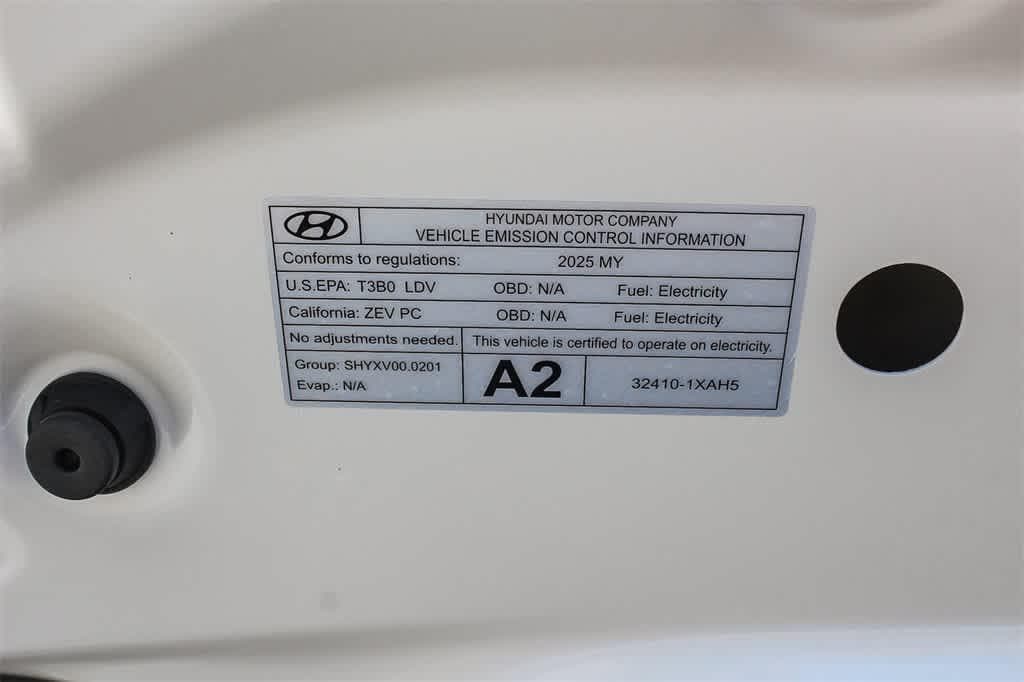 HYUNDAI MOTOR COMPANY
VEHICLE EMISSION CONTROL INFORMATION
Conforms to regulations: 2025 MY
U.S.EPA: T3B0 LDV OBD: N/A Fuel: Electricity
California: ZEV PC OBD: N/A Fuel: Electricity
No adjustments needed. This vehicle is certified to operate on electricity.
Group: SHYXV00.0201
Evap.: N/A
A2
32410-1XAH5